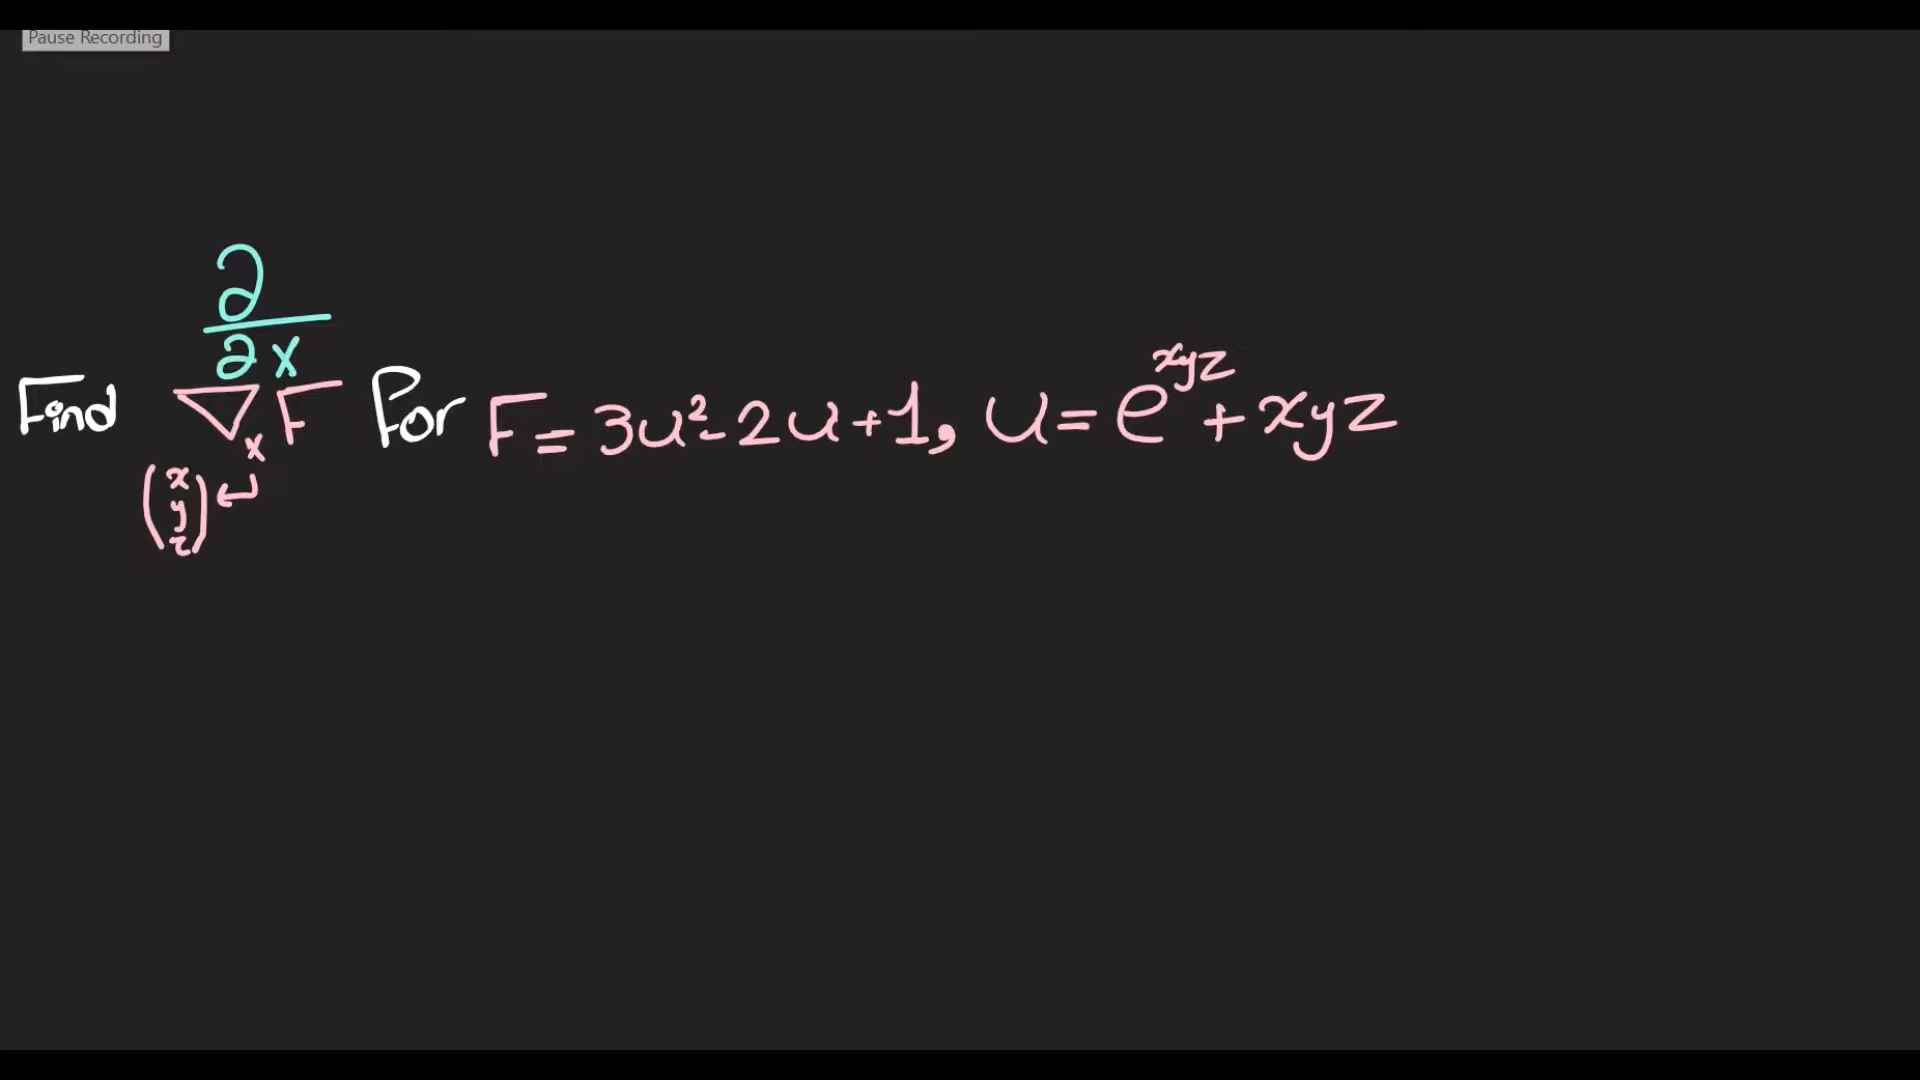 Pause Recording
∂
∂x
Find ∇ₓF For F = 3u² - 2u + 1, u = e^{xyz} + xyz
(x
y
z)